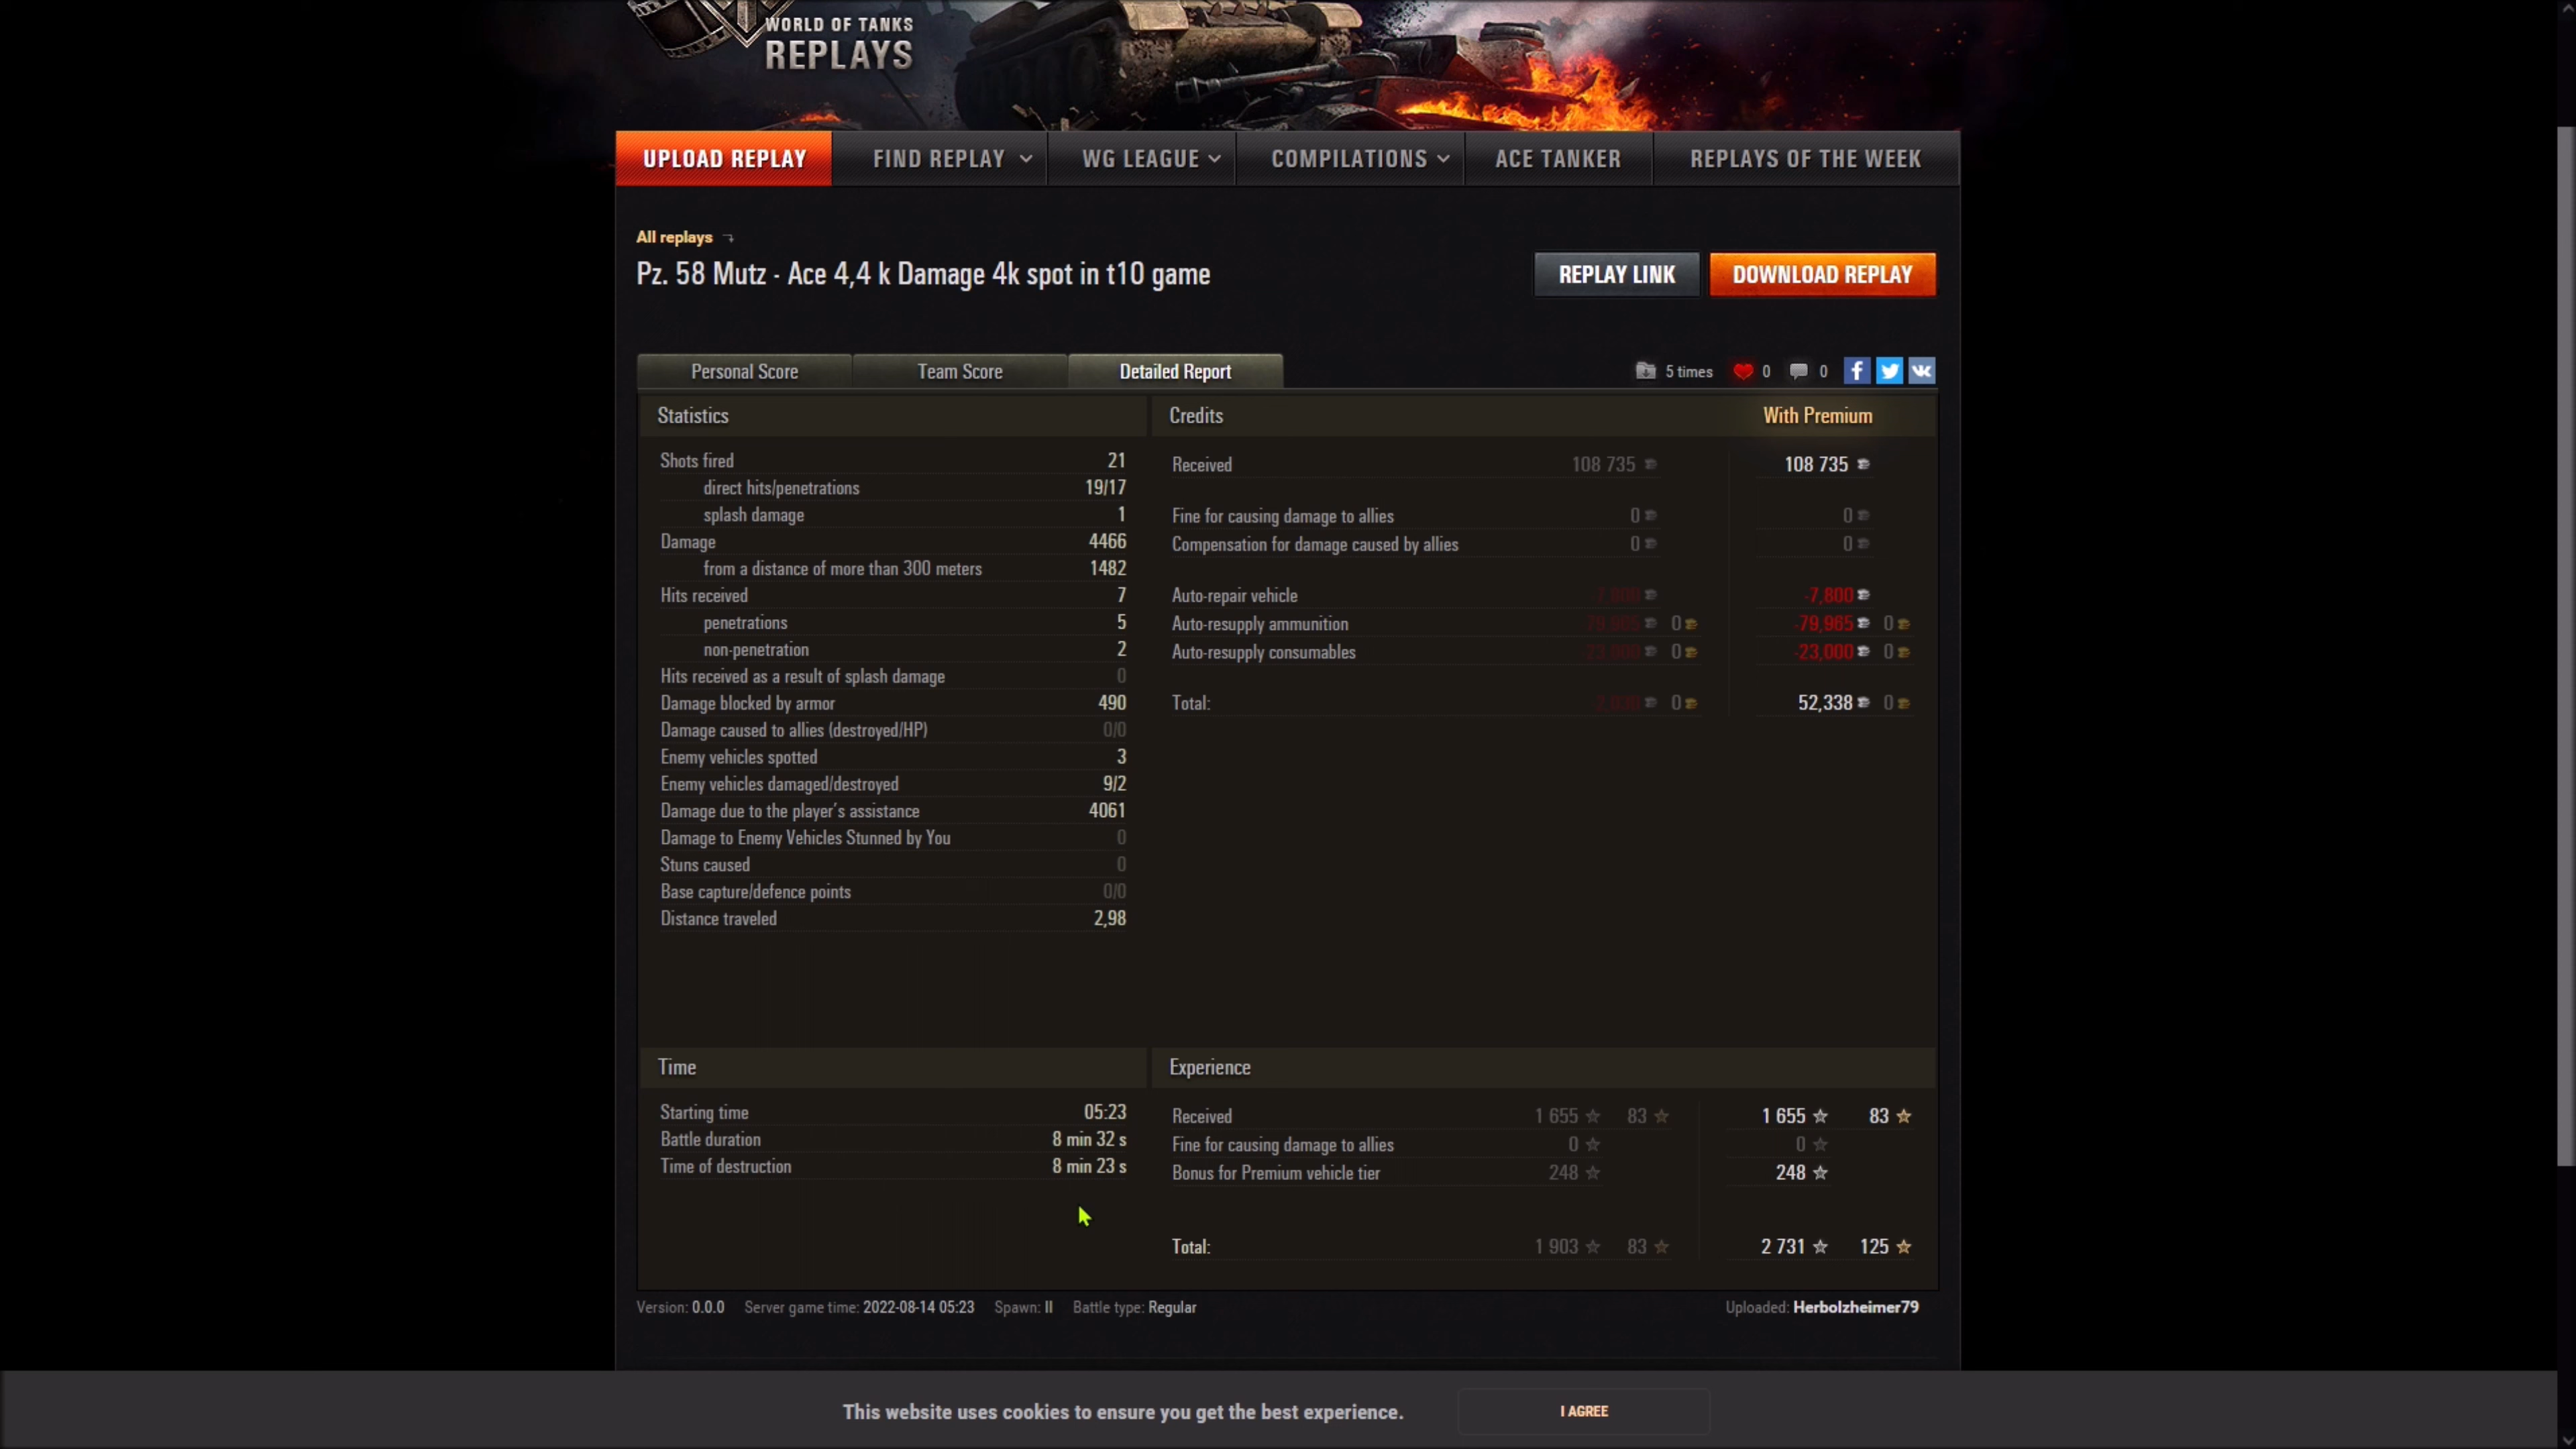 WORLD OF TANKS
REPLAYS
UPLOAD REPLAY FIND REPLAY WG LEAGUE COMPILATIONS ACE TANKER REPLAYS OF THE WEEK
All replays
Pz. 58 Mutz - Ace 4,4 k Damage 4k spot in t10 game
REPLAY LINK DOWNLOAD REPLAY
Personal Score Team Score Detailed Report 5 times 0 0
Statistics
Shots fired 21
direct hits/penetrations 19/17
splash damage 1
Damage 4466
from a distance of more than 300 meters 1482
Hits received 7
penetrations 5
non-penetration 2
Hits received as a result of splash damage 0
Damage blocked by armor 490
Damage caused to allies (destroyed/HP) 0/0
Enemy vehicles spotted 3
Enemy vehicles damaged/destroyed 9/2
Damage due to the player's assistance 4061
Damage to Enemy Vehicles Stunned by You 0
Stuns caused 0
Base capture/defence points 0/0
Distance traveled 2,98
Credits With Premium
Received 108 735 108 735
Fine for causing damage to allies 0 0
Compensation for damage caused by allies 0 0
Auto-repair vehicle -7,800
Auto-resupply ammunition 0 -79,965 0
Auto-resupply consumables -23,000 0 -23,000 0
Total: 0 52,338 0
Time
Starting time 05:23
Battle duration 8 min 32 s
Time of destruction 8 min 23 s
Experience
Received 1 655 83 1 655 83
Fine for causing damage to allies 0 0
Bonus for Premium vehicle tier 248 248
Total: 1 903 83 2 731 125
Version: 0.0.0 Server game time: 2022-08-14 05:23 Spawn: II Battle type: Regular Uploaded: Herbolzheimer79
This website uses cookies to ensure you get the best experience. I AGREE